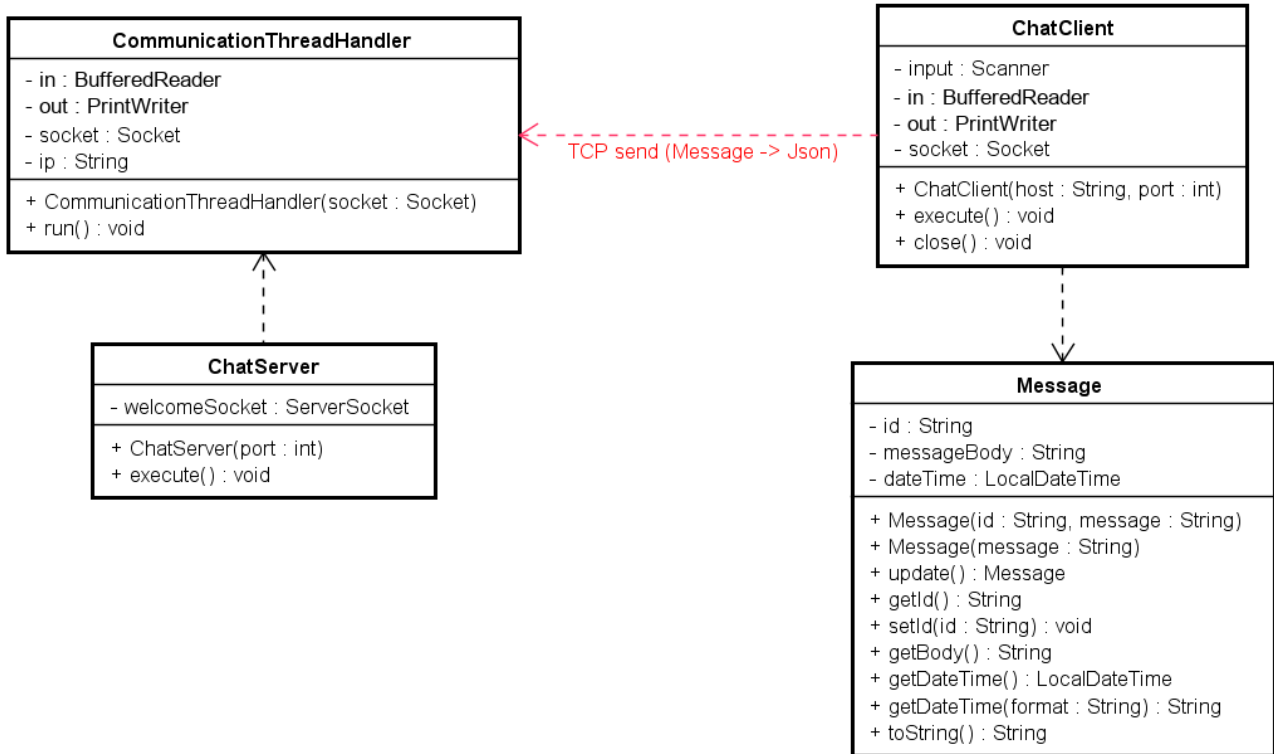 CommunicationThreadHandler
- in : BufferedReader
- out : PrintWriter
- socket : Socket
- ip : String
+ CommunicationThreadHandler(socket : Socket)
+ run() : void
TCP send (Message -> Json)
ChatClient
- input : Scanner
- in : BufferedReader
- out : PrintWriter
- socket : Socket
+ ChatClient(host : String, port : int)
+ execute() : void
+ close() : void
ChatServer
- welcomeSocket : ServerSocket
+ ChatServer(port : int)
+ execute() : void
Message
- id : String
- messageBody : String
- dateTime : LocalDateTime
+ Message(id : String, message : String)
+ Message(message : String)
+ update() : Message
+ getId() : String
+ setId(id : String) : void
+ getBody() : String
+ getDateTime() : LocalDateTime
+ getDateTime(format : String) : String
+ toString() : String